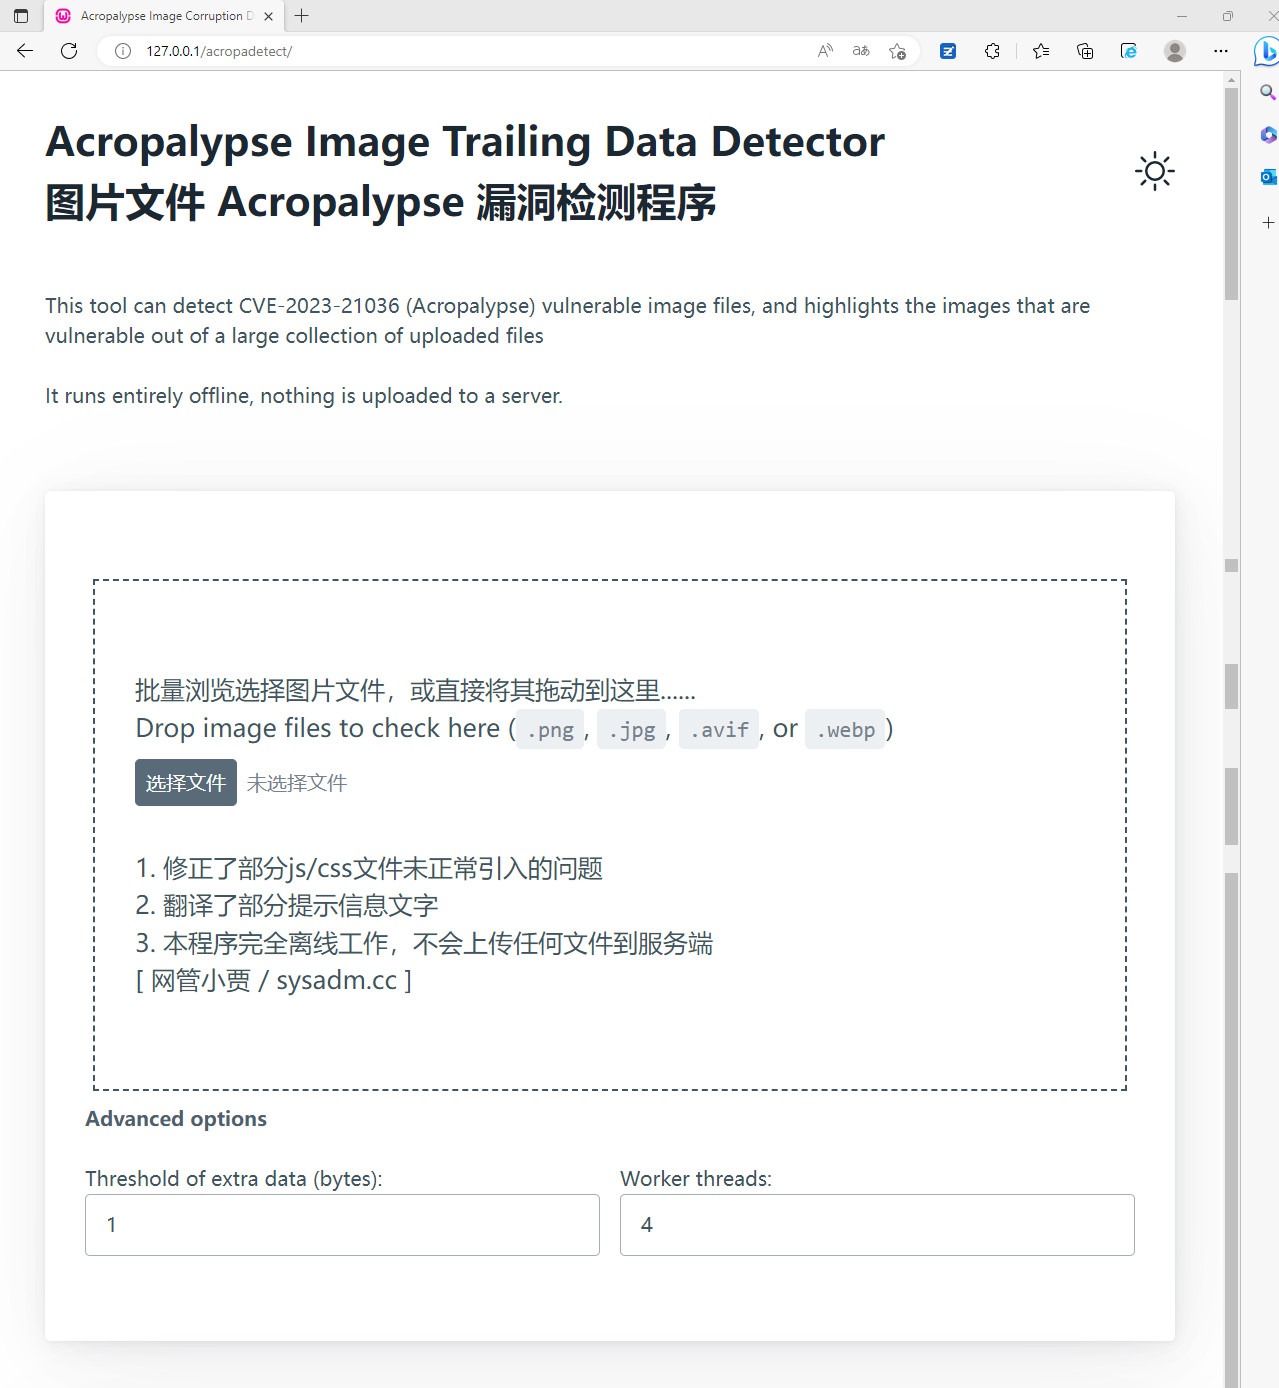 Acropalypse Image Corruption D
127.0.0.1/acropadetect/
Acropalypse Image Trailing Data Detector
图片文件 Acropalypse 漏洞检测程序
This tool can detect CVE-2023-21036 (Acropalypse) vulnerable image files, and highlights the images that are
vulnerable out of a large collection of uploaded files
It runs entirely offline, nothing is uploaded to a server.
批量浏览选择图片文件，或直接将其拖动到这里......
Drop image files to check here ( .png , .jpg , .avif , or .webp )
选择文件 未选择文件
1. 修正了部分js/css文件未正常引入的问题
2. 翻译了部分提示信息文字
3. 本程序完全离线工作，不会上传任何文件到服务端
[ 网管小贾 / sysadm.cc ]
Advanced options
Threshold of extra data (bytes): Worker threads:
1 4